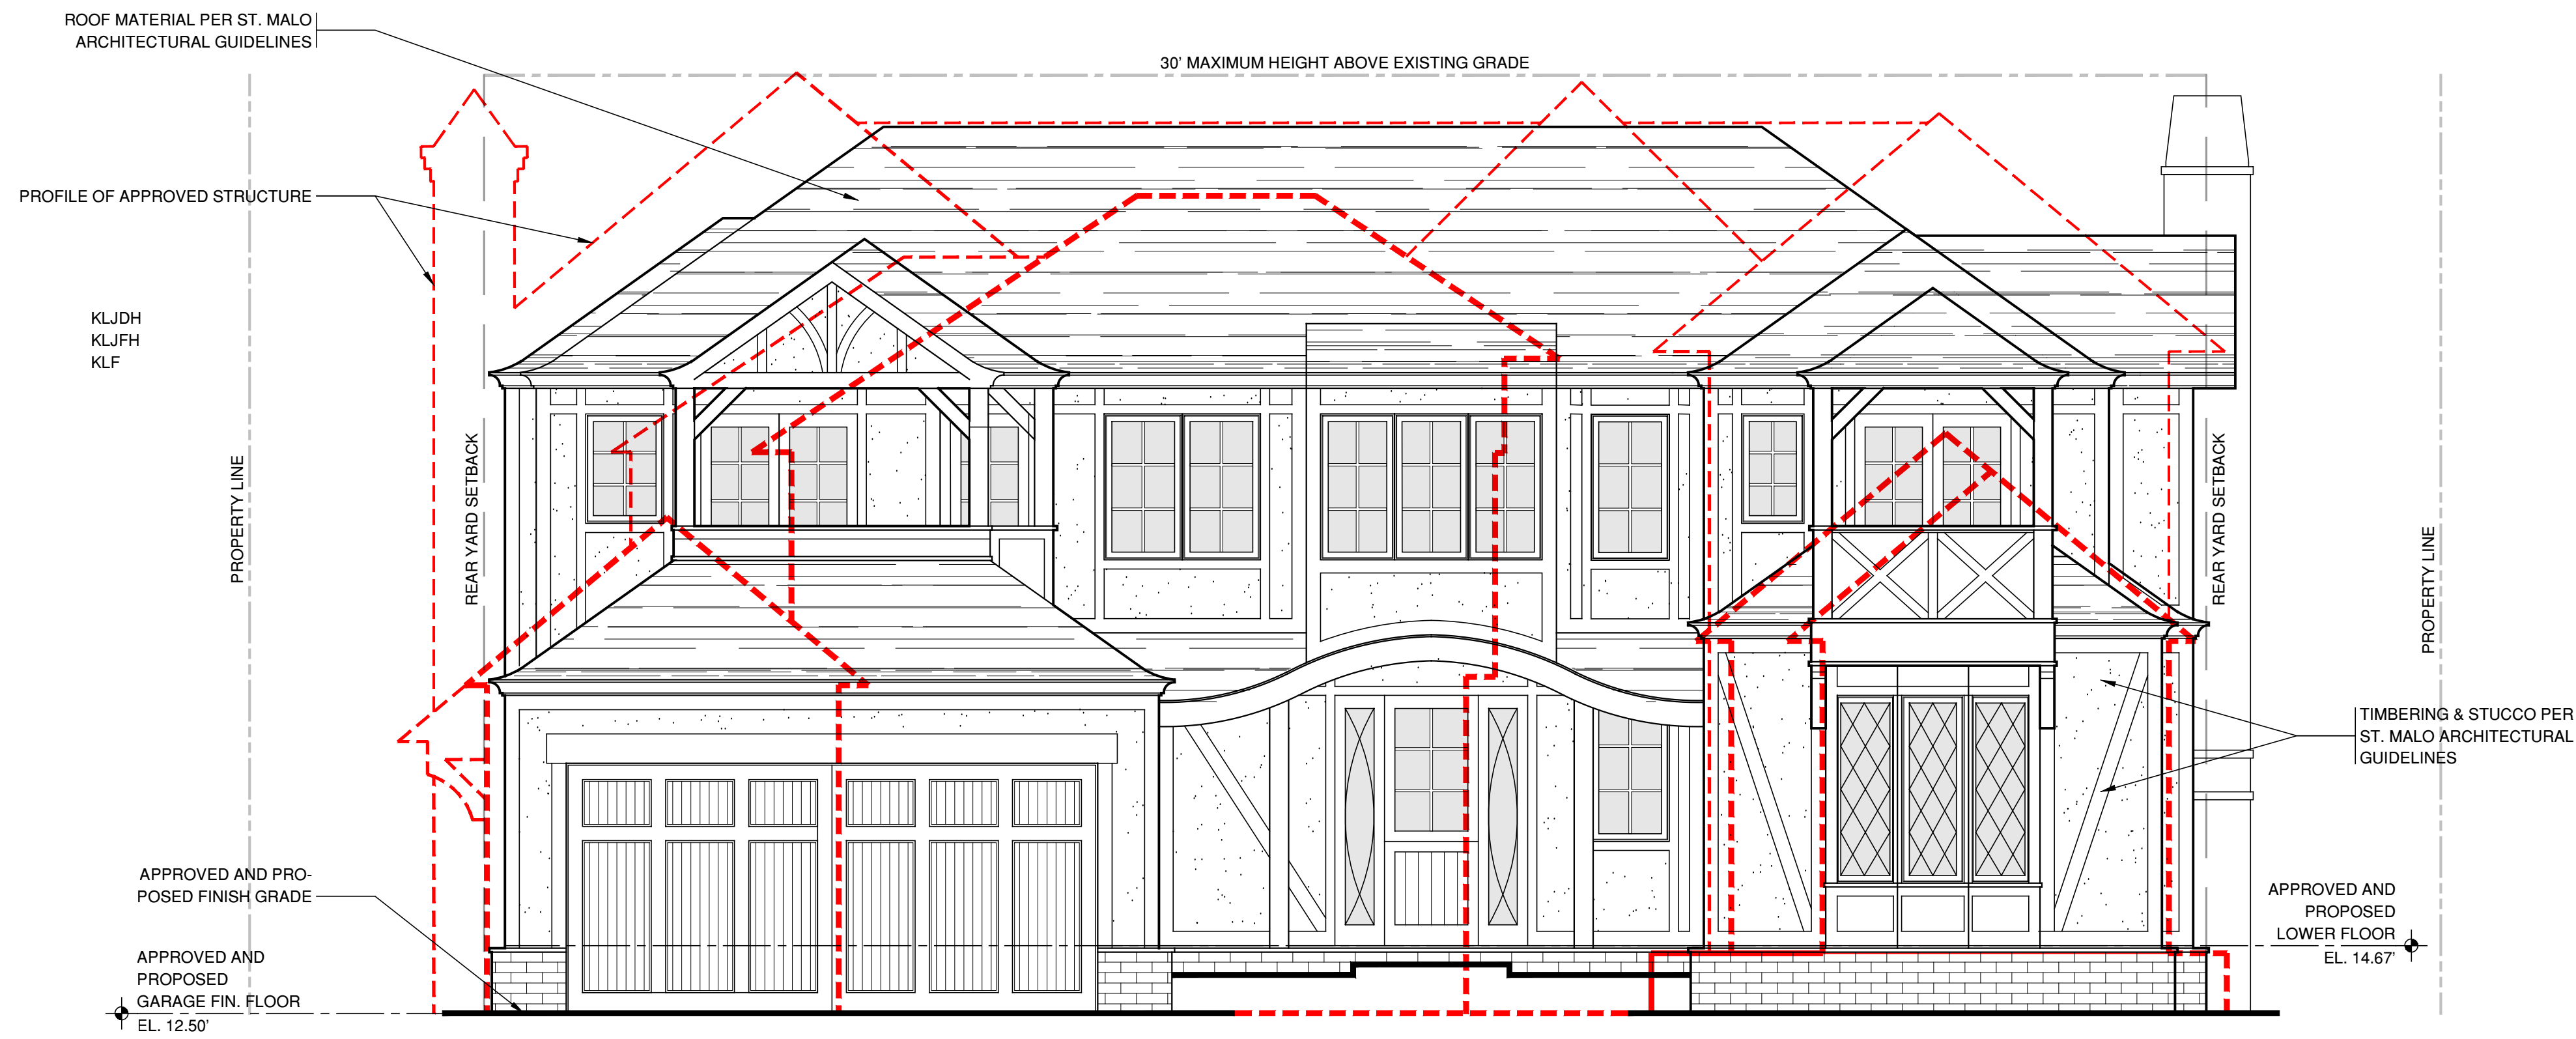 ROOF MATERIAL PER ST. MALO
ARCHITECTURAL GUIDELINES
30' MAXIMUM HEIGHT ABOVE EXISTING GRADE
PROFILE OF APPROVED STRUCTURE
KLJDH
KLJFH
KLF
PROPERTY LINE
REAR YARD SETBACK
REAR YARD SETBACK
PROPERTY LINE
TIMBERING & STUCCO PER
ST. MALO ARCHITECTURAL
GUIDELINES
APPROVED AND PRO-
POSED FINISH GRADE
APPROVED AND
PROPOSED
GARAGE FIN. FLOOR
EL. 12.50'
APPROVED AND
PROPOSED
LOWER FLOOR
EL. 14.67'